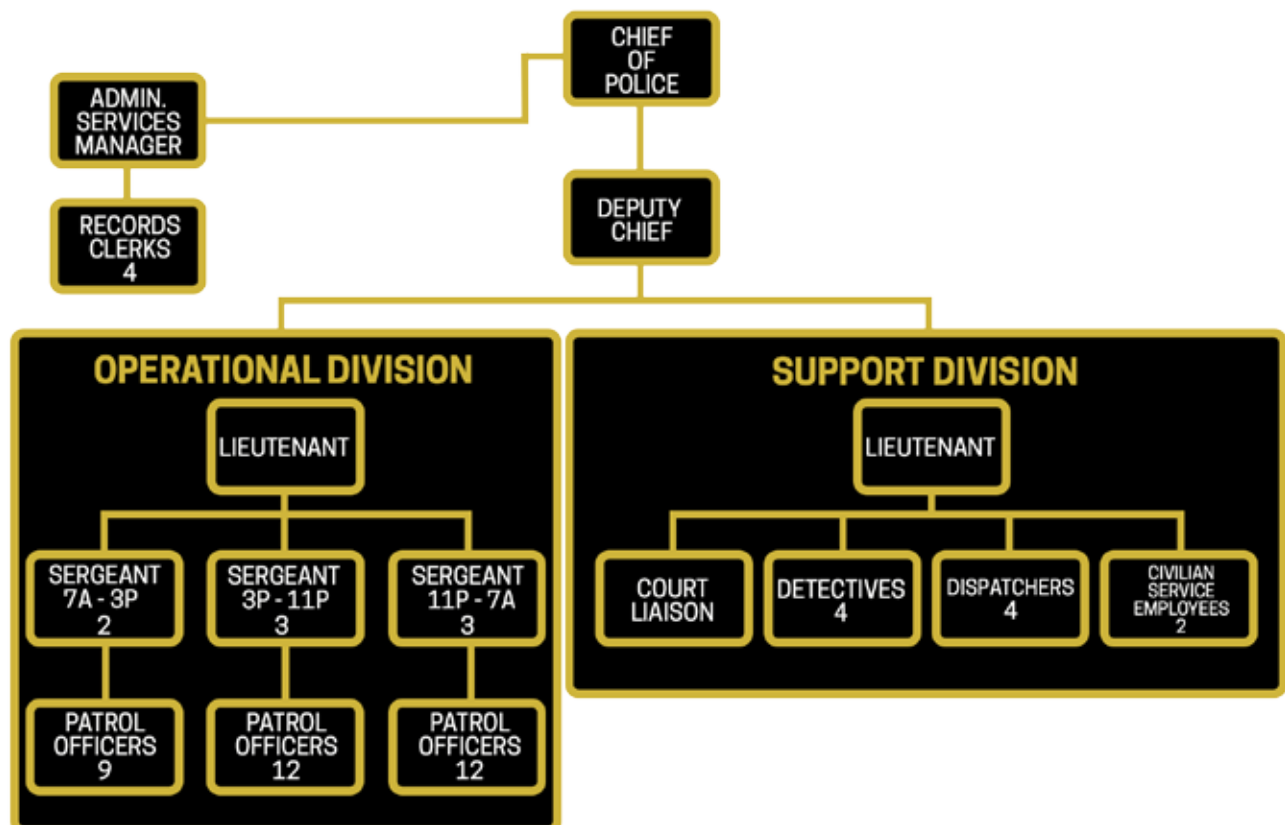 CHIEF
OF
POLICE
ADMIN.
SERVICES
MANAGER
RECORDS
CLERKS
4
DEPUTY
CHIEF
OPERATIONAL DIVISION
LIEUTENANT
SERGEANT
7A - 3P
2
SERGEANT
3P - 11P
3
SERGEANT
11P - 7A
3
PATROL
OFFICERS
9
PATROL
OFFICERS
12
PATROL
OFFICERS
12
SUPPORT DIVISION
LIEUTENANT
COURT
LIAISON
DETECTIVES
4
DISPATCHERS
4
CIVILIAN
SERVICE
EMPLOYEES
2